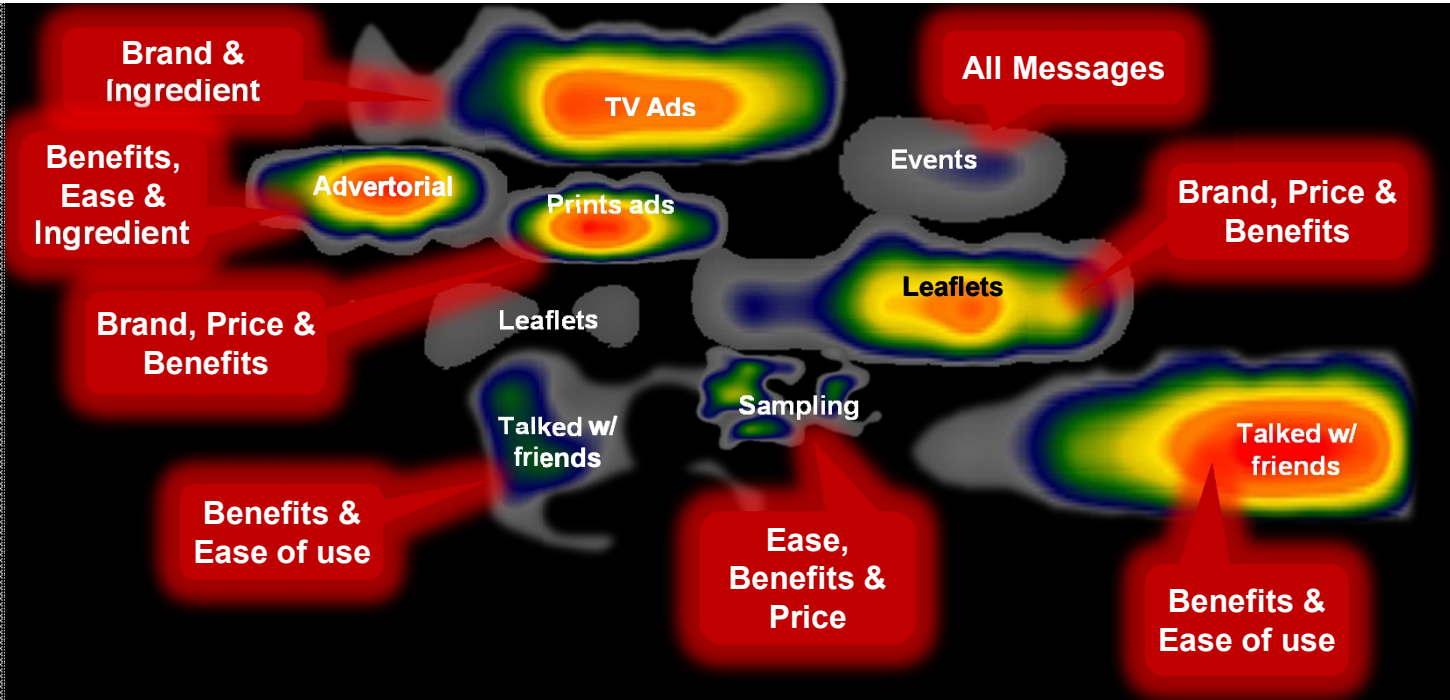 Brand &
Ingredient
TV Ads
All Messages
Benefits,
Ease &
Ingredient
Advertorial
Prints ads
Events
Brand, Price &
Benefits
Leaflets
Brand, Price &
Benefits
Leaflets
Talked w/
friends
Sampling
Talked w/
friends
Benefits &
Ease of use
Ease,
Benefits &
Price
Benefits &
Ease of use